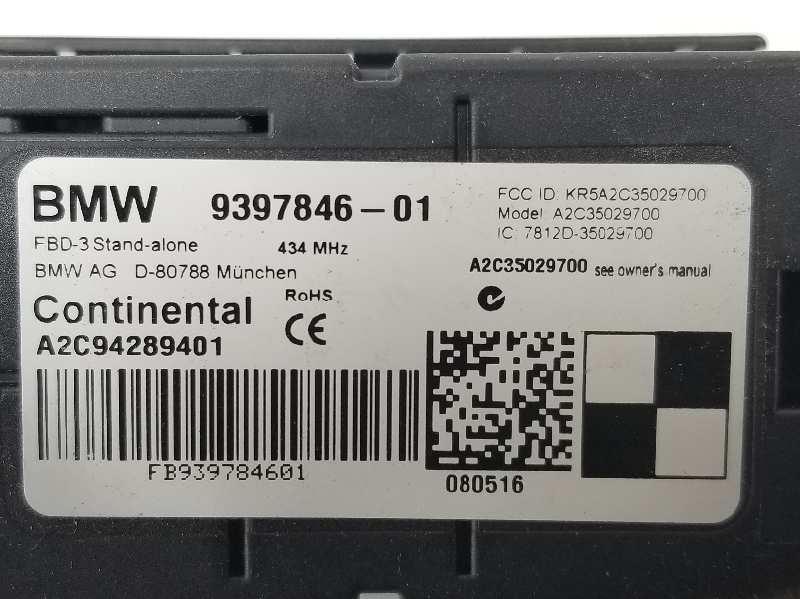 BMW 9397846-01
FCC ID: KR5A2C35029700
Model: A2C35029700
IC: 7812D-35029700
FBD-3 Stand-alone 434 MHz
BMW AG D-80788 München
A2C35029700 see owner's manual
Continental RoHS
CE
A2C94289401
FB939784601
080516